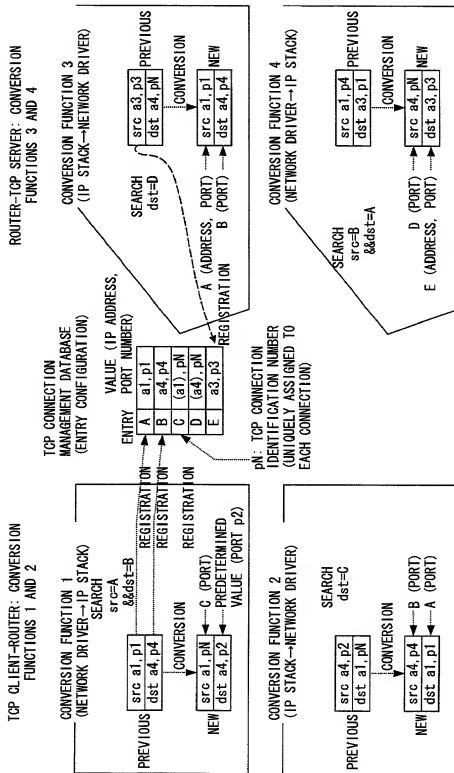 TCP CLIENT-ROUTER: CONVERSION
FUNCTIONS 1 AND 2
CONVERSION FUNCTION 1
(NETWORK DRIVER→IP STACK)
SEARCH
src=A
&&dst=B
PREVIOUS
src a1,p1
dst a4,p4
CONVERSION
src a1,pN
dst a4,p2
NEW
C (PORT)
PREDETERMINED
VALUE (PORT p2)
REGISTRATION
REGISTRATION
REGISTRATION
CONVERSION FUNCTION 2
(IP STACK→NETWORK DRIVER)
SEARCH
dst=C
PREVIOUS
src a4,p2
dst a1,pN
CONVERSION
src a4,p4
dst a1,p1
NEW
B (PORT)
A (PORT)
TCP CONNECTION
MANAGEMENT DATABASE
(ENTRY CONFIGURATION)
ENTRY
VALUE (IP ADDRESS,
PORT NUMBER)
A a1,p1
B a4,p4
C (a1),pN
D (a4),pN
E a3,p3
REGISTRATION
pN: TCP CONNECTION
IDENTIFICATION NUMBER
(UNIQUELY ASSIGNED TO
EACH CONNECTION)
ROUTER-TCP SERVER: CONVERSION
FUNCTIONS 3 AND 4
CONVERSION FUNCTION 3
(IP STACK→NETWORK DRIVER)
SEARCH
dst=D
PREVIOUS
src a3,p3
dst a4,pN
CONVERSION
src a1,p1
dst a4,p4
NEW
A (ADDRESS, PORT)
B (PORT)
CONVERSION FUNCTION 4
(NETWORK DRIVER→IP STACK)
SEARCH
src=B
&&dst=A
PREVIOUS
src a1,p4
dst a3,p1
CONVERSION
src a4,pN
dst a3,p3
NEW
D (PORT)
E (ADDRESS, PORT)